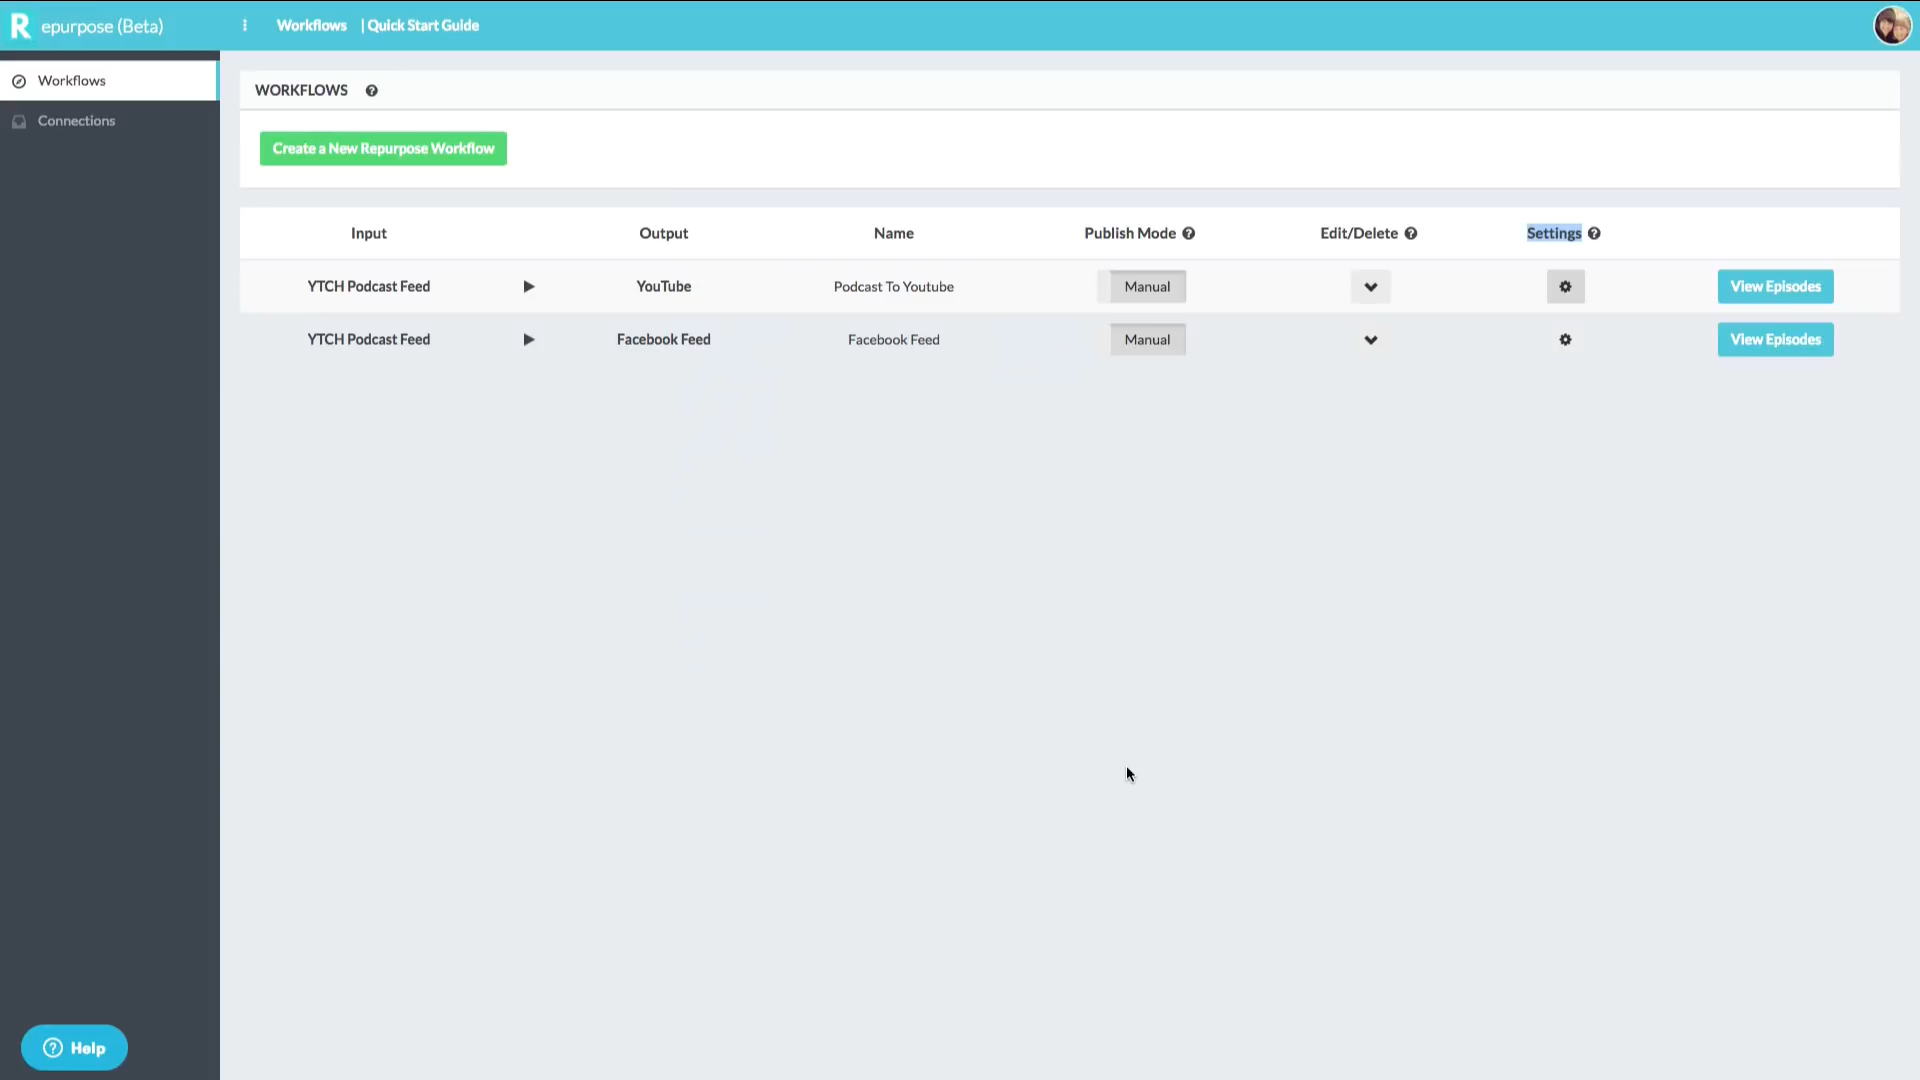 Repurpose (Beta)
Workflows | Quick Start Guide
Workflows
Connections
WORKFLOWS
Create a New Repurpose Workflow
Input Output Name Publish Mode Edit/Delete Settings
YTCH Podcast Feed YouTube Podcast To Youtube Manual View Episodes
YTCH Podcast Feed Facebook Feed Facebook Feed Manual View Episodes
Help